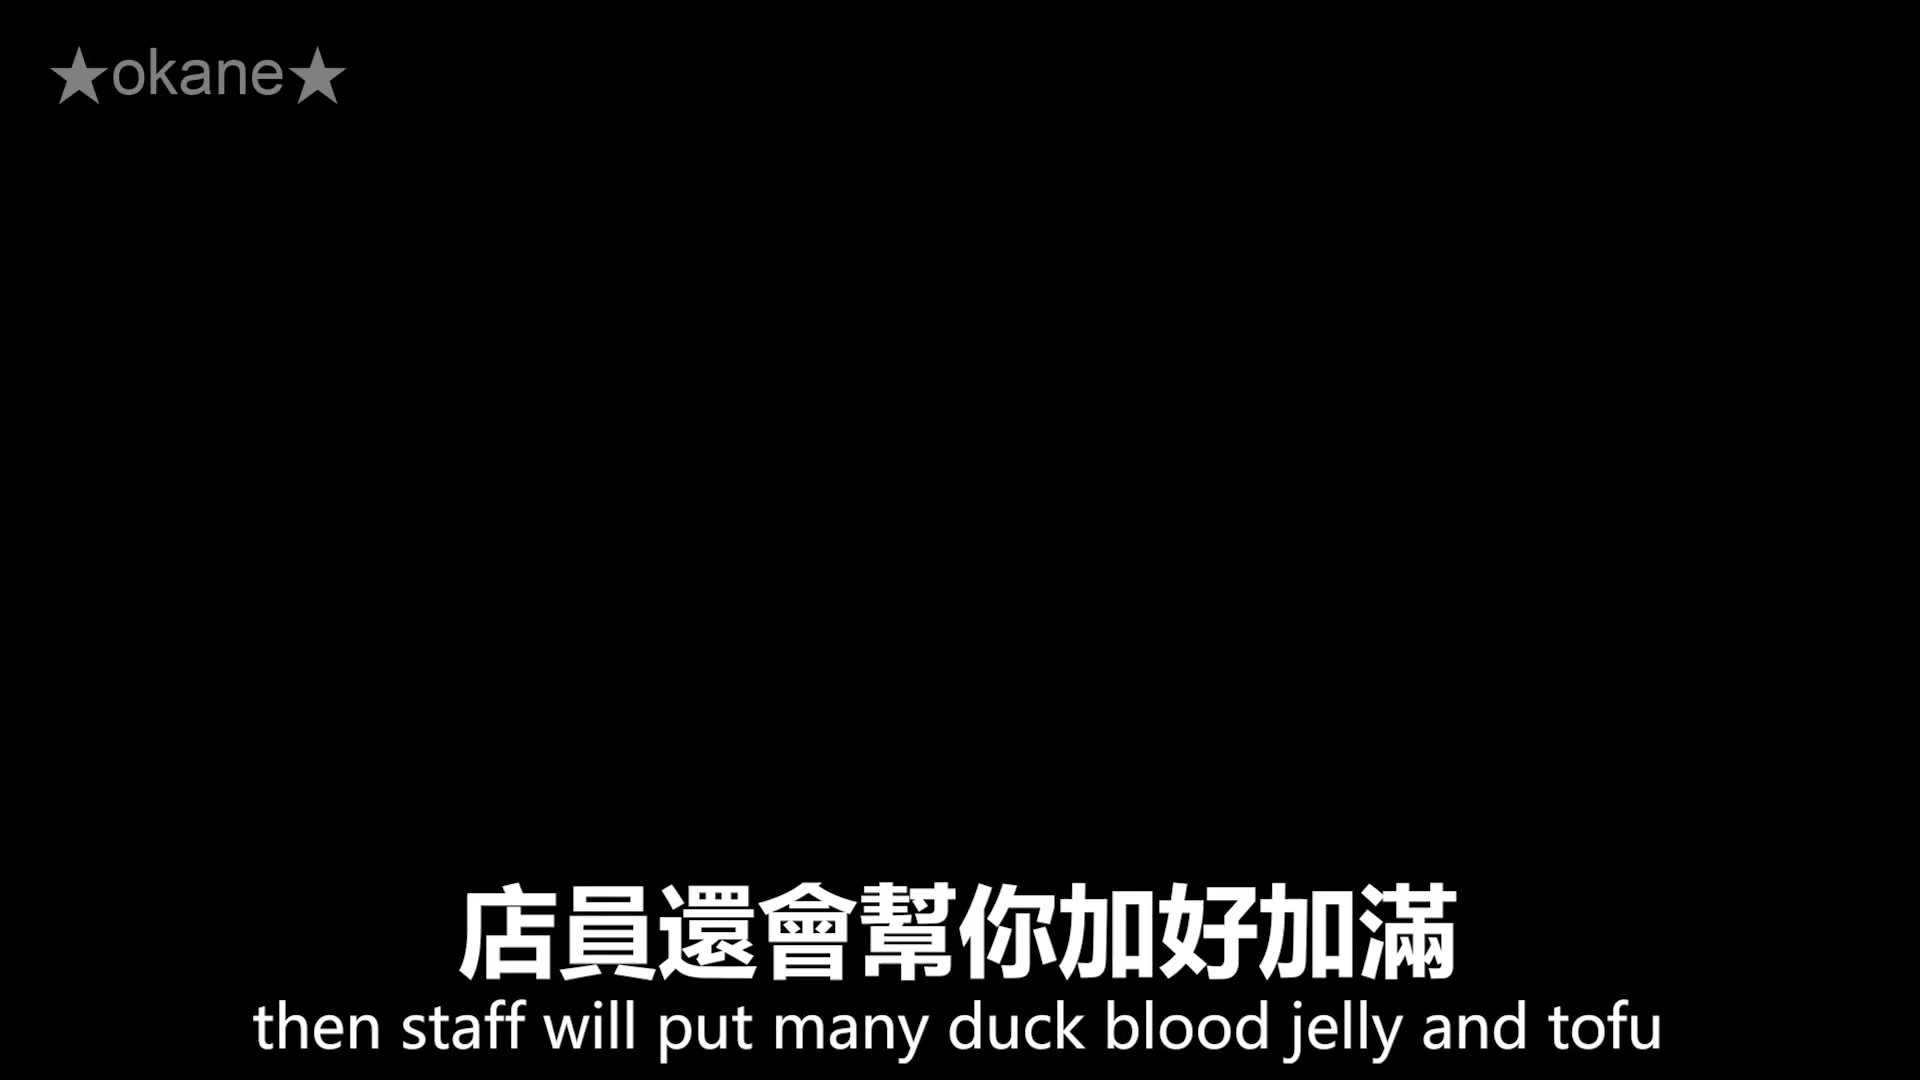 ★okane★
店員還會幫你加好加滿
then staff will put many duck blood jelly and tofu